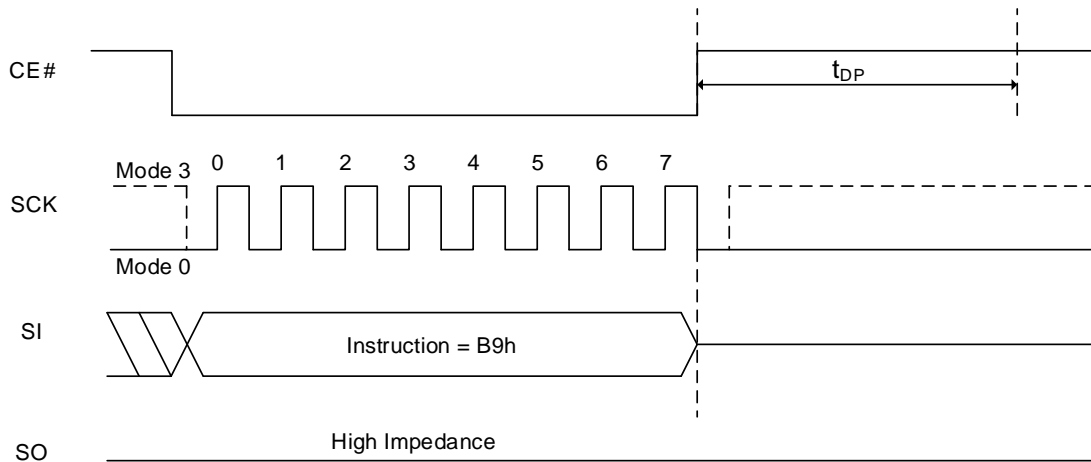 CE#
tDP
Mode 3
0 1 2 3 4 5 6 7
SCK
Mode 0
SI
Instruction = B9h
High Impedance
SO